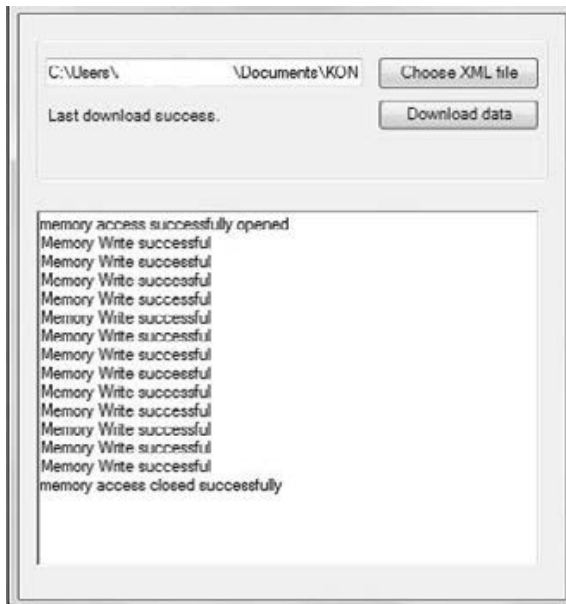 C:\Users\ \Documents\KON
Choose XML file
Last download success.
Download data
memory access successfully opened
Memory Write successful
Memory Write successful
Memory Write successful
Memory Write successful
Memory Write successful
Memory Write successful
Memory Write successful
Memory Write successful
Memory Write successful
Memory Write successful
Memory Write successful
Memory Write successful
Memory Write successful
memory access closed successfully